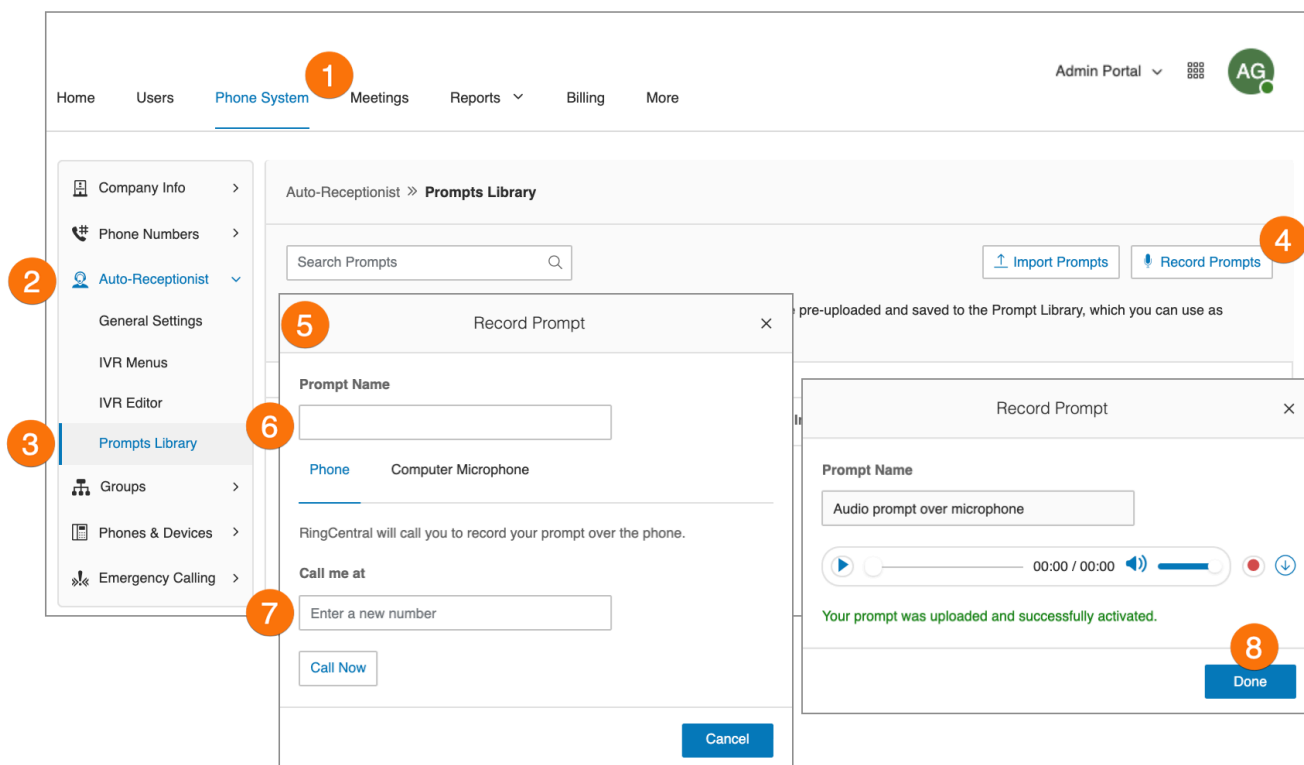 1
Admin Portal
AG
Home Users Phone System Meetings Reports Billing More
Company Info
Phone Numbers
2
Auto-Receptionist
General Settings
IVR Menus
IVR Editor
3
Prompts Library
Groups
Phones & Devices
Emergency Calling
Auto-Receptionist » Prompts Library
4
Search Prompts
Import Prompts
Record Prompts
pre-uploaded and saved to the Prompt Library, which you can use as
5
Record Prompt
Prompt Name
6
Phone Computer Microphone
RingCentral will call you to record your prompt over the phone.
Call me at
7
Enter a new number
Call Now
Cancel
Record Prompt
Prompt Name
Audio prompt over microphone
00:00 / 00:00
Your prompt was uploaded and successfully activated.
8
Done